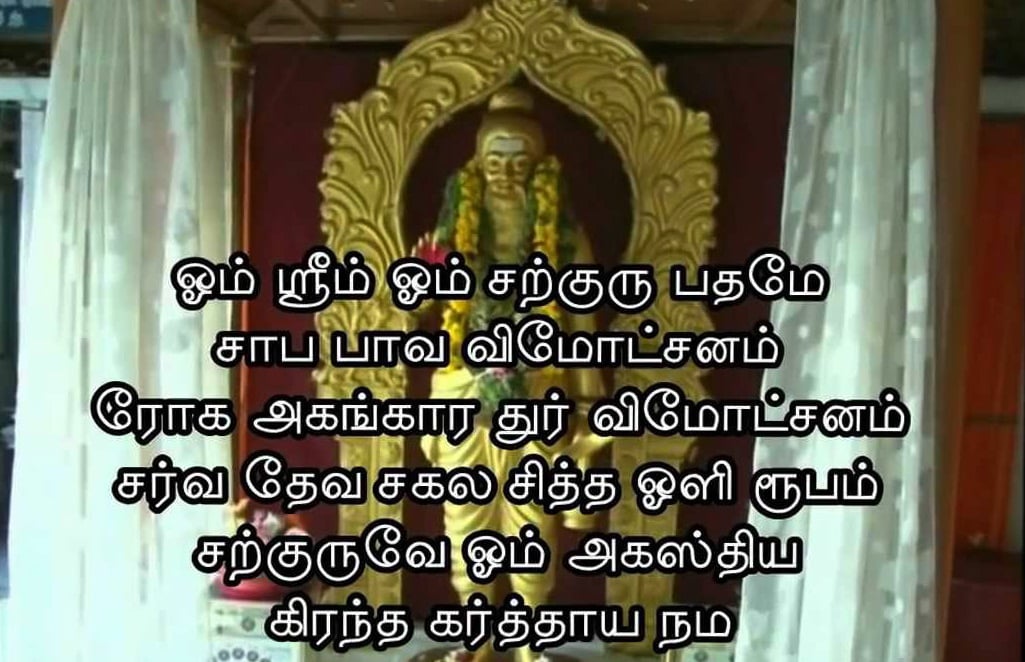 ஓம் ஸ்ரீம் ஓம் சற்குரு பதமே
சாப பாவ விமோட்சனம்
ரோக அகங்கார துர் விமோட்சனம்
சர்வ தேவ சகல சித்த ஒளி ரூபம்
சற்குருவே ஓம் அகஸ்திய
கிரந்த கர்த்தாய நம